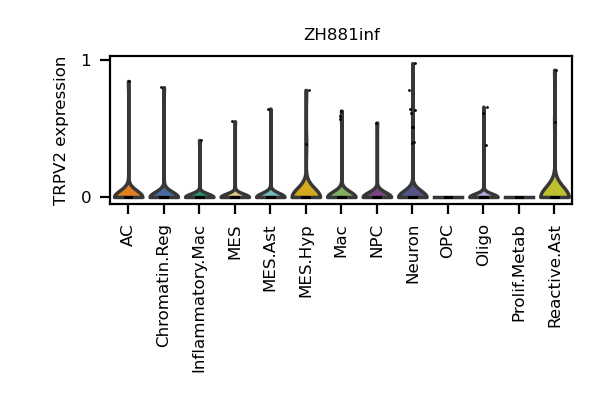 ZH881inf
TRPV2 expression
1
0
AC
Chromatin.Reg
Inflammatory.Mac
MES
MES.Ast
MES.Hyp
Mac
NPC
Neuron
OPC
Oligo
Prolif.Metab
Reactive.Ast